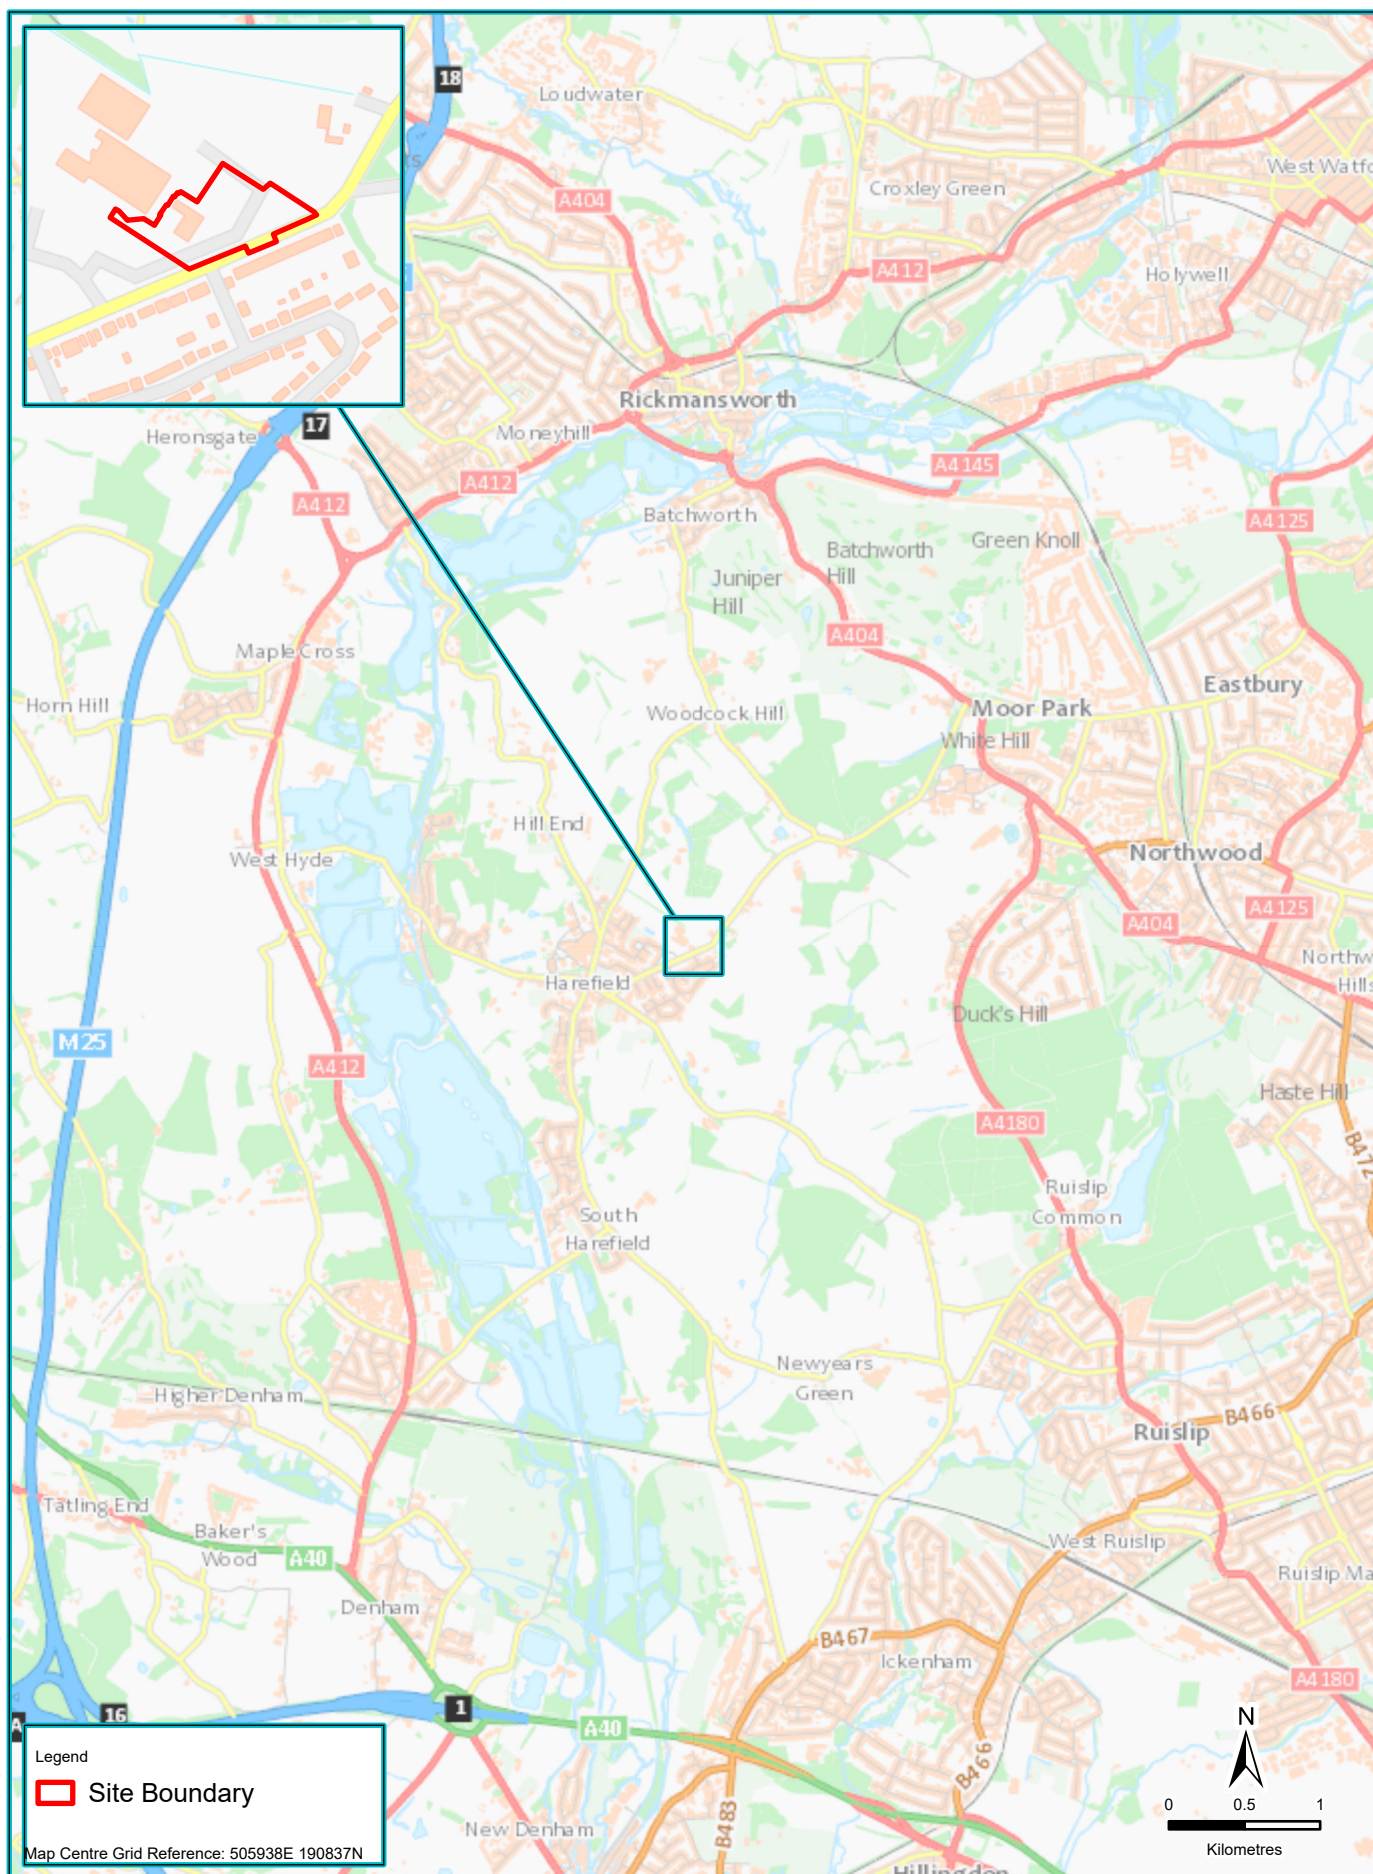 18
Loudwater
West Watfo
Croxley Green
A404
A412
Holywell
Rickmansworth
17
Heronsgate
Moneyhill
A4145
A412
A412
Batchworth
A4125
Green Knoll
Batchworth
Hill
Juniper
Hill
A404
Maple Cross
Eastbury
Horn Hill
Woodcock Hill
Moor Park
White Hill
Hill End
West Hyde
Northwood
A4125
A404
Northw
Hills
Harefield
Duck's Hill
M25
A412
Haste Hill
A4180
B472
Ruislip
Common
South
Harefield
Newyears
Green
Higher Denham
B466
Ruislip
Tatling End
Baker's
Wood
A40
West Ruislip
Ruislip Ma
Denham
B467
Ickenham
A4180
16
1
A40
B466
B483
New Denham
Hillingdon
Legend
Site Boundary
Map Centre Grid Reference: 505938E 190837N
N
0 0.5 1
Kilometres